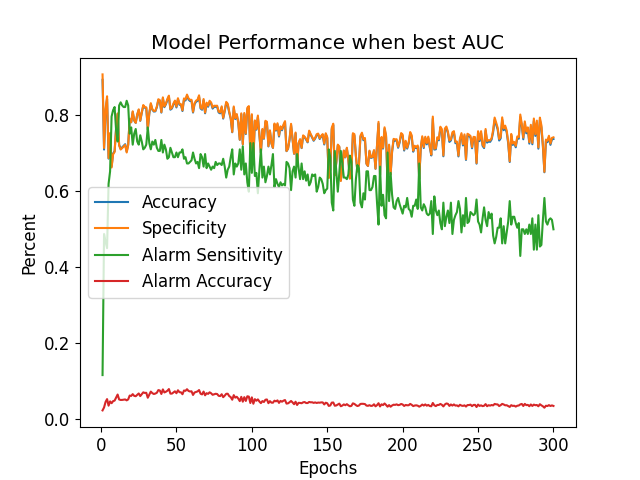 Model Performance when best AUC
Percent
0.8
0.6
0.4
0.2
0.0
Accuracy
Specificity
Alarm Sensitivity
Alarm Accuracy
0 50 100 150 200 250 300
Epochs